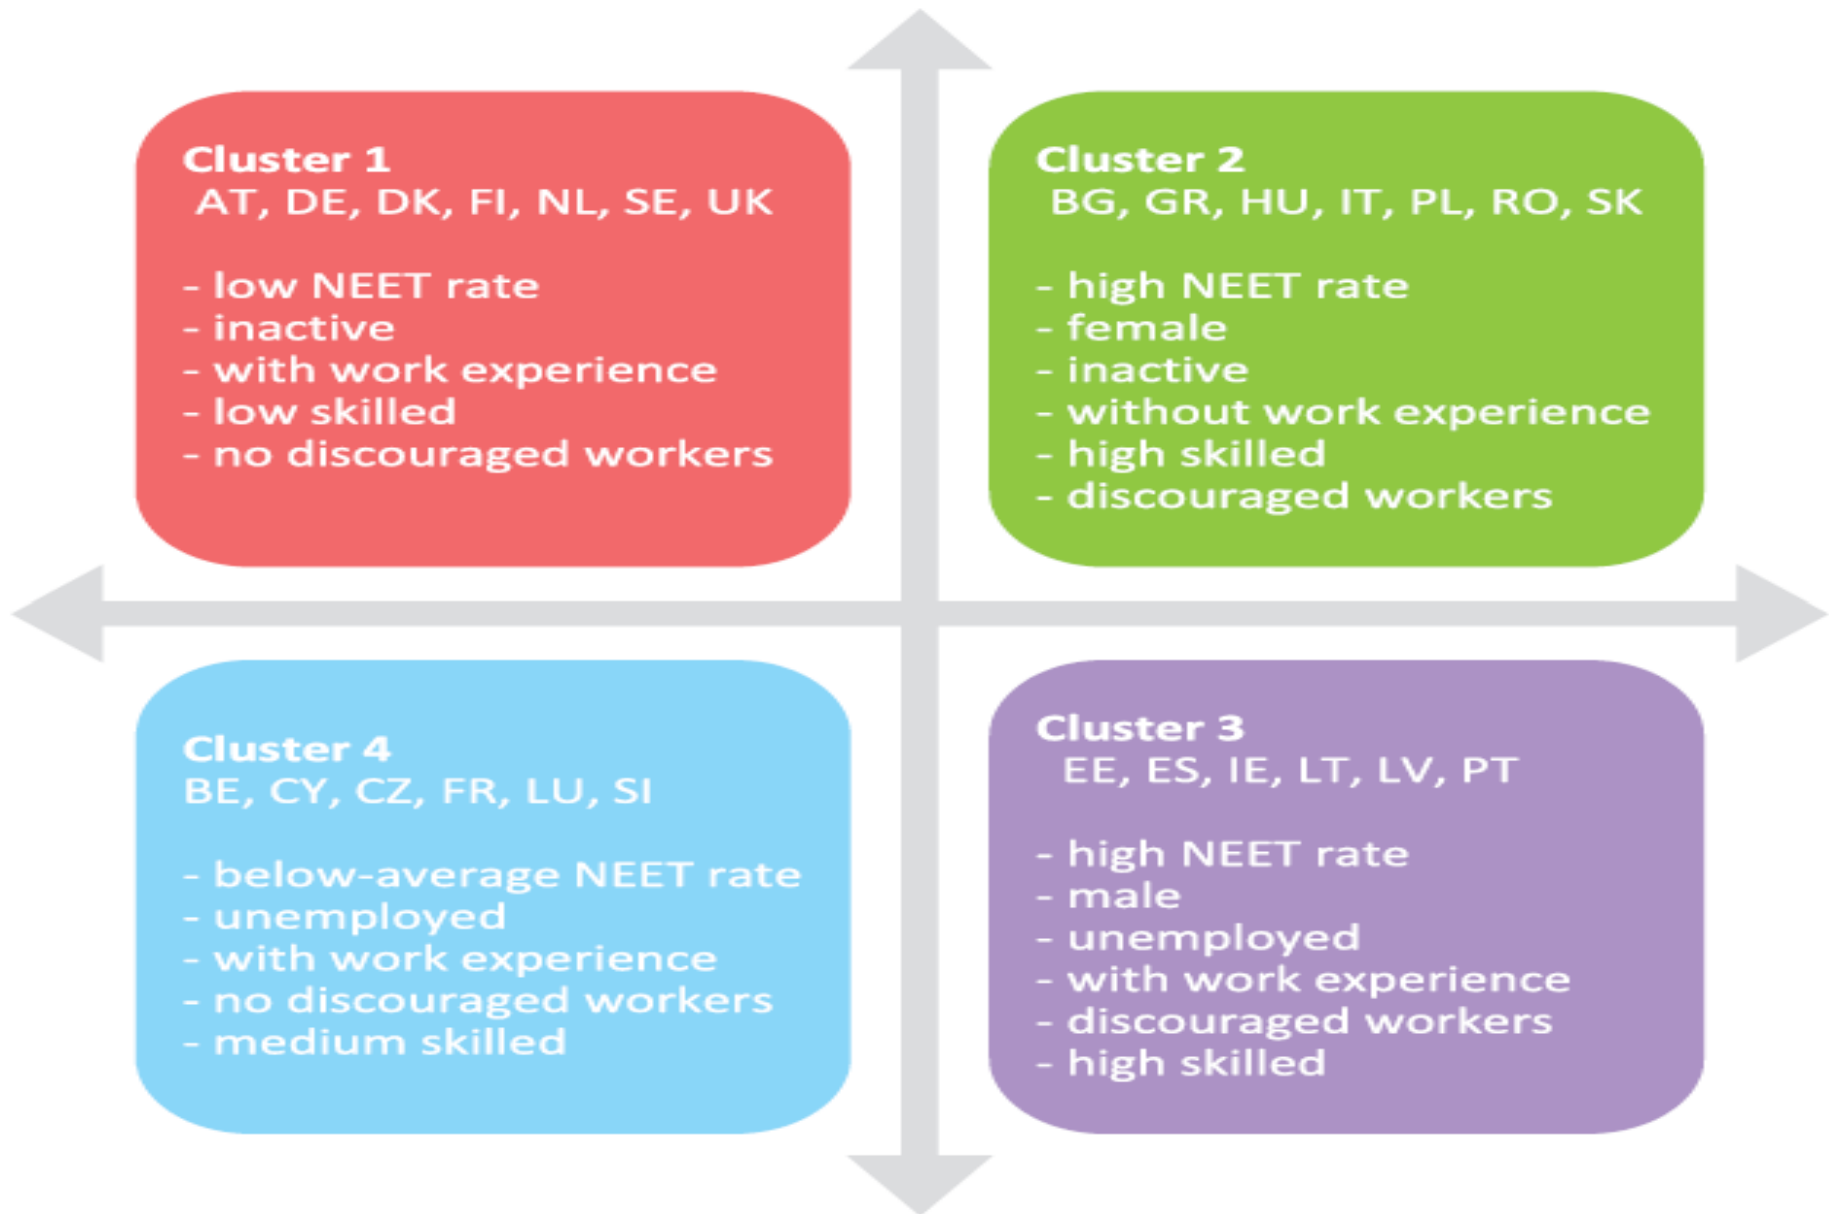 Cluster 1
AT, DE, DK, FI, NL, SE, UK
- low NEET rate
- inactive
- with work experience
- low skilled
- no discouraged workers
Cluster 2
BG, GR, HU, IT, PL, RO, SK
- high NEET rate
- female
- inactive
- without work experience
- high skilled
- discouraged workers
Cluster 4
BE, CY, CZ, FR, LU, SI
- below-average NEET rate
- unemployed
- with work experience
- no discouraged workers
- medium skilled
Cluster 3
EE, ES, IE, LT, LV, PT
- high NEET rate
- male
- unemployed
- with work experience
- discouraged workers
- high skilled